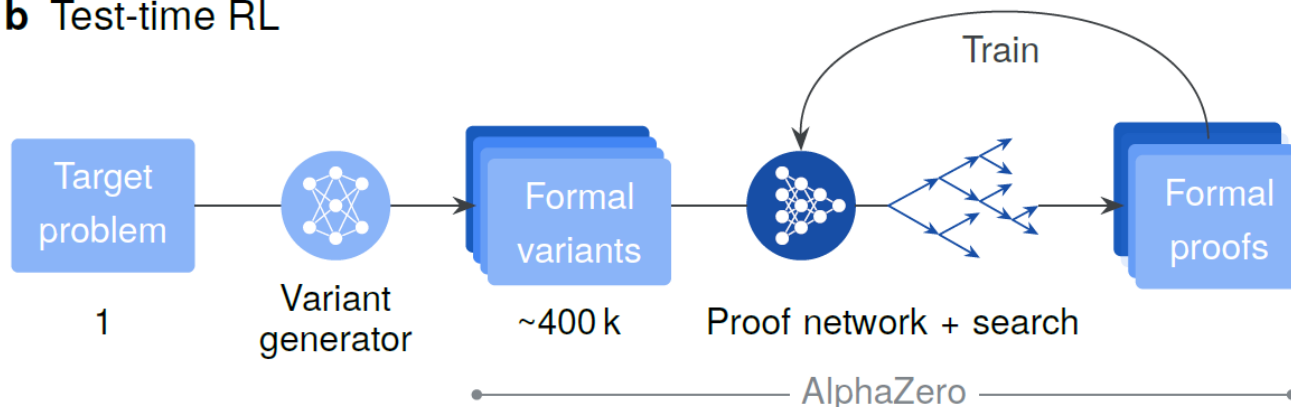 b Test-time RL
Train
Target
problem
Formal
variants
Formal
proofs
1
Variant
generator
~400 k
Proof network + search
AlphaZero